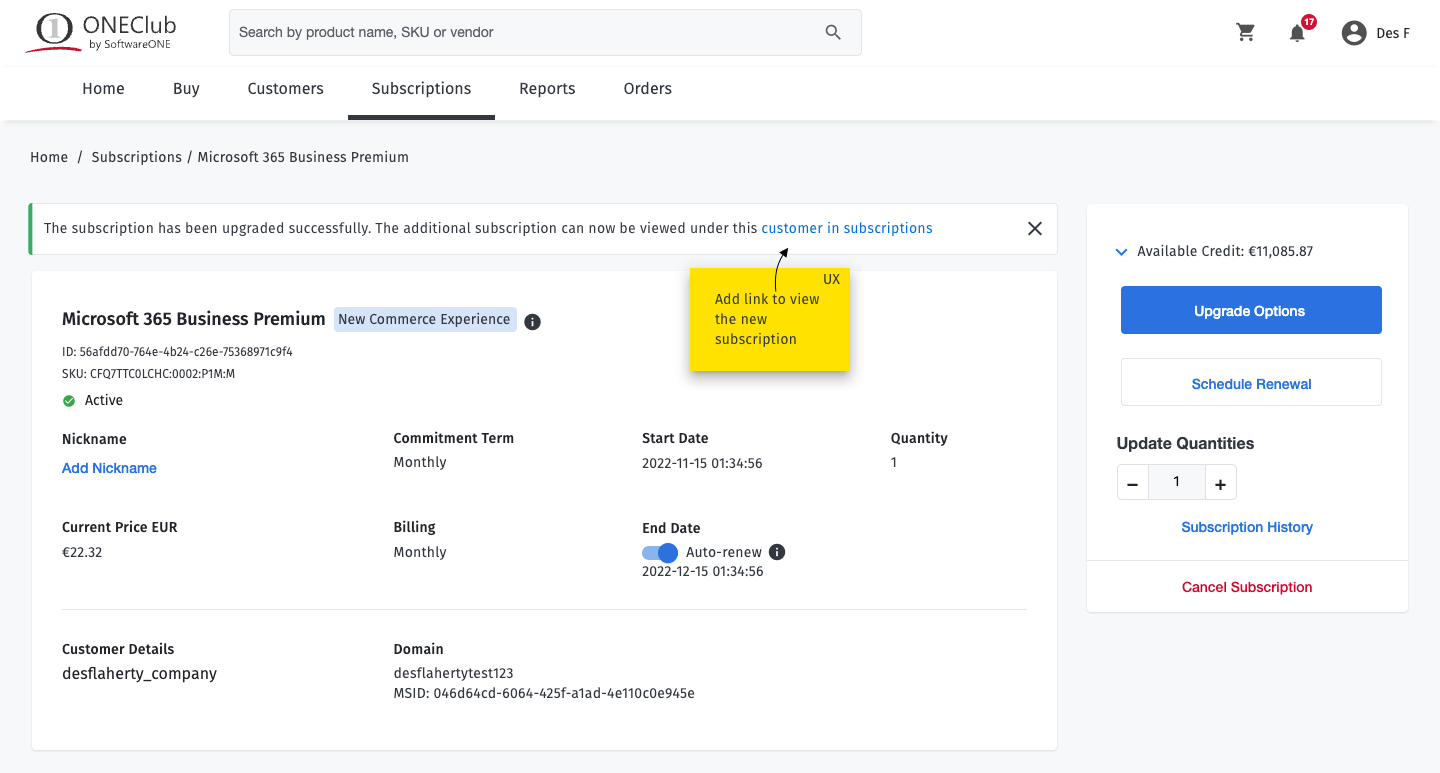 1 ONEClub
by SoftwareONE
Search by product name, SKU or vendor
17
Des F
Home Buy Customers Subscriptions Reports Orders
Home / Subscriptions / Microsoft 365 Business Premium
The subscription has been upgraded successfully. The additional subscription can now be viewed under this customer in subscriptions
UX
Add link to view
the new
subscription
Microsoft 365 Business Premium New Commerce Experience i
ID: 56afdd70-764e-4b24-c26e-75368971c9f4
SKU: CFQ7TTC0LCHC:0002:P1M:M
Active
Nickname
Add Nickname
Commitment Term
Monthly
Start Date
2022-11-15 01:34:56
Quantity
1
Current Price EUR
€22.32
Billing
Monthly
End Date
Auto-renew i
2022-12-15 01:34:56
Customer Details
desflaherty_company
Domain
desflahertytest123
MSID: 046d64cd-6064-425f-a1ad-4e110c0e945e
Available Credit: €11,085.87
Upgrade Options
Schedule Renewal
Update Quantities
− 1 +
Subscription History
Cancel Subscription